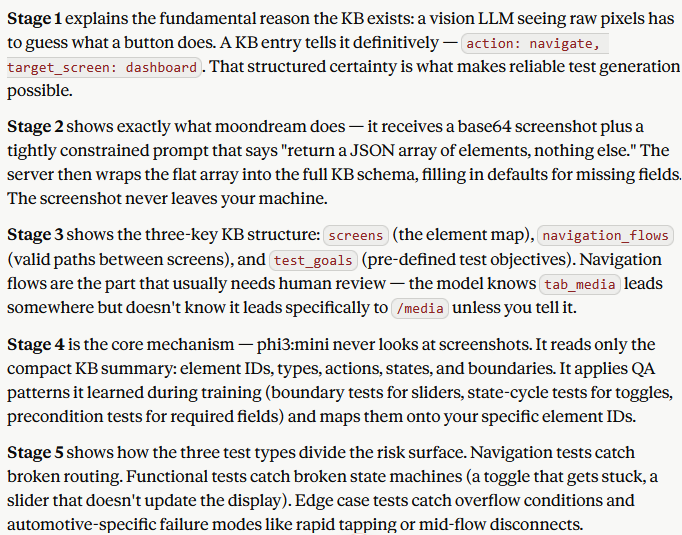 Stage 1 explains the fundamental reason the KB exists: a vision LLM seeing raw pixels has
to guess what a button does. A KB entry tells it definitively — action: navigate,
target_screen: dashboard. That structured certainty is what makes reliable test generation
possible.
Stage 2 shows exactly what moondream does — it receives a base64 screenshot plus a
tightly constrained prompt that says "return a JSON array of elements, nothing else." The
server then wraps the flat array into the full KB schema, filling in defaults for missing fields.
The screenshot never leaves your machine.
Stage 3 shows the three-key KB structure: screens (the element map), navigation_flows
(valid paths between screens), and test_goals (pre-defined test objectives). Navigation
flows are the part that usually needs human review — the model knows tab_media leads
somewhere but doesn't know it leads specifically to /media unless you tell it.
Stage 4 is the core mechanism — phi3:mini never looks at screenshots. It reads only the
compact KB summary: element IDs, types, actions, states, and boundaries. It applies QA
patterns it learned during training (boundary tests for sliders, state-cycle tests for toggles,
precondition tests for required fields) and maps them onto your specific element IDs.
Stage 5 shows how the three test types divide the risk surface. Navigation tests catch
broken routing. Functional tests catch broken state machines (a toggle that gets stuck, a
slider that doesn't update the display). Edge case tests catch overflow conditions and
automotive-specific failure modes like rapid tapping or mid-flow disconnects.